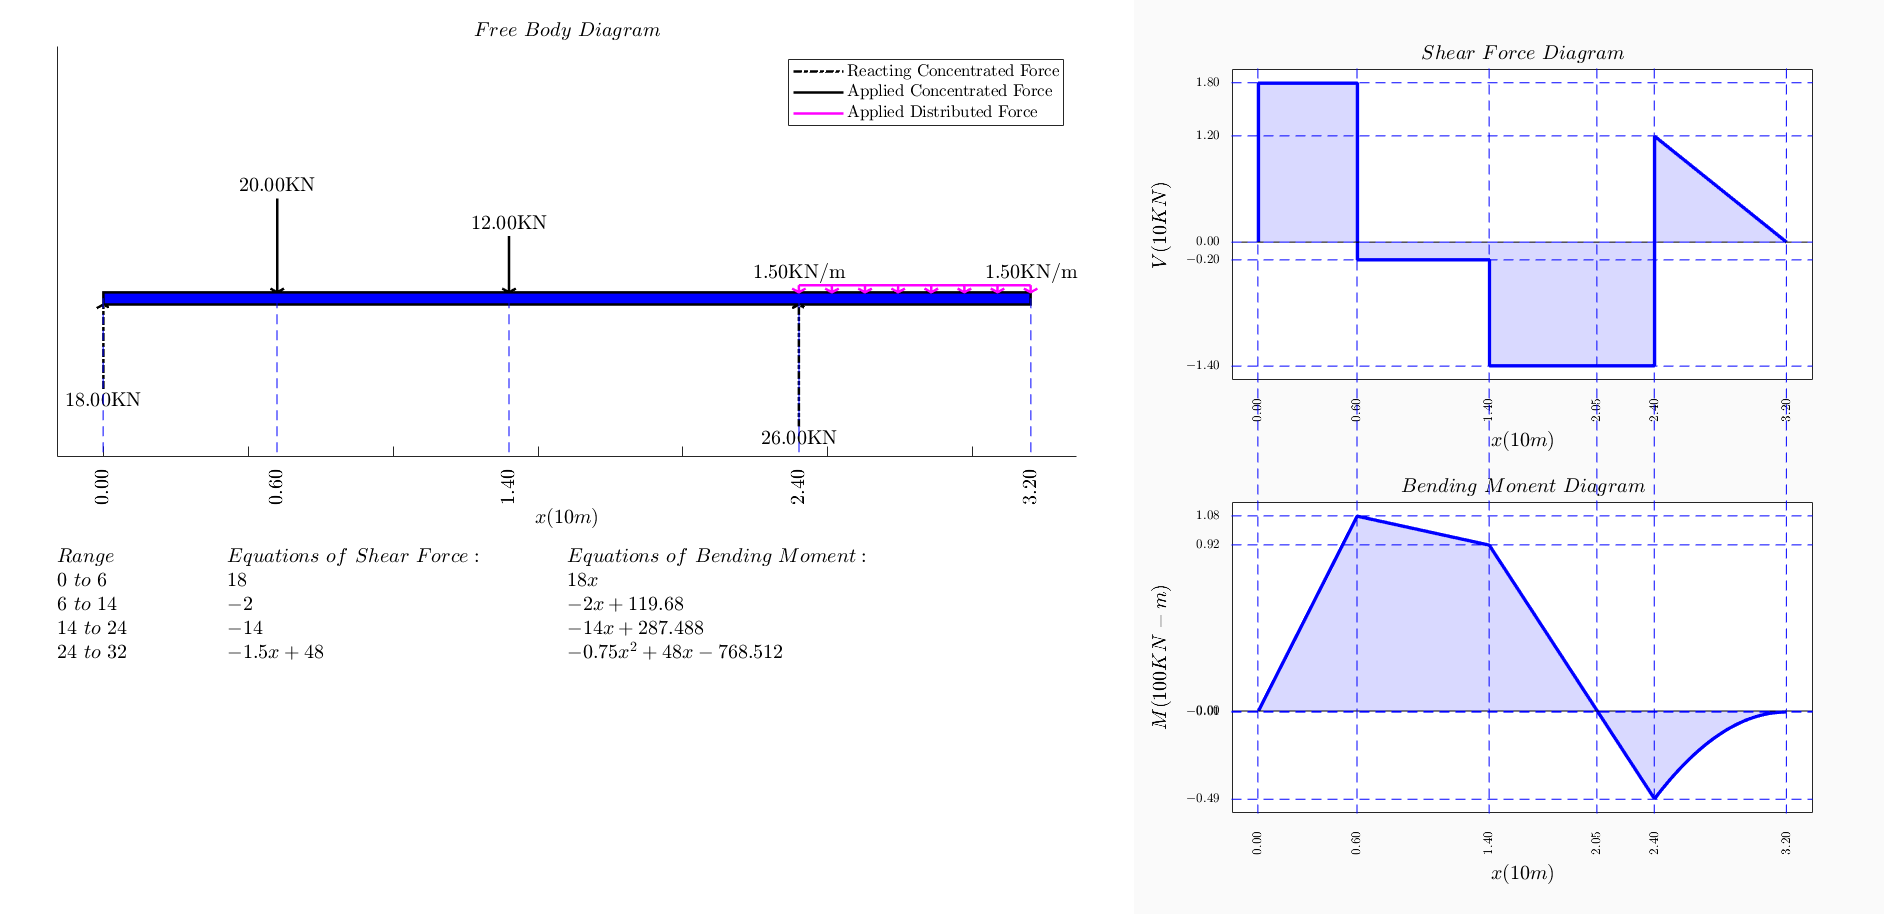 Free Body Diagram
Reacting Concentrated Force
Applied Concentrated Force
Applied Distributed Force
20.00KN
12.00KN
1.50KN/m 1.50KN/m
18.00KN
26.00KN
0.00 0.60 1.40 2.40 3.20
x(10m)
Range Equations of Shear Force : Equations of Bending Moment :
0 to 6 18 18x
6 to 14 −2 −2x + 119.68
14 to 24 −14 −14x + 287.488
24 to 32 −1.5x + 48 −0.75x² + 48x − 768.512
Shear Force Diagram
1.80
1.20
0.00
−0.20
−1.40
V(10KN)
0.00 0.60 1.40 2.05 2.40 3.20
x(10m)
Bending Monent Diagram
1.08
0.92
−0.49
M(100KN − m)
0.00 0.60 1.40 2.05 2.40 3.20
x(10m)